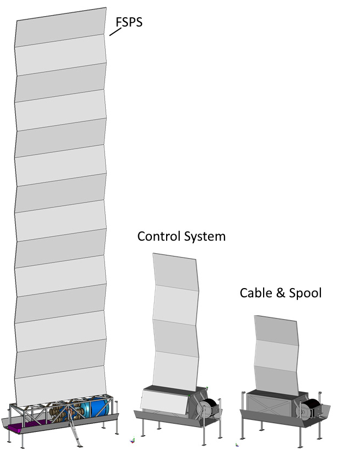 FSPS
Control System
Cable & Spool